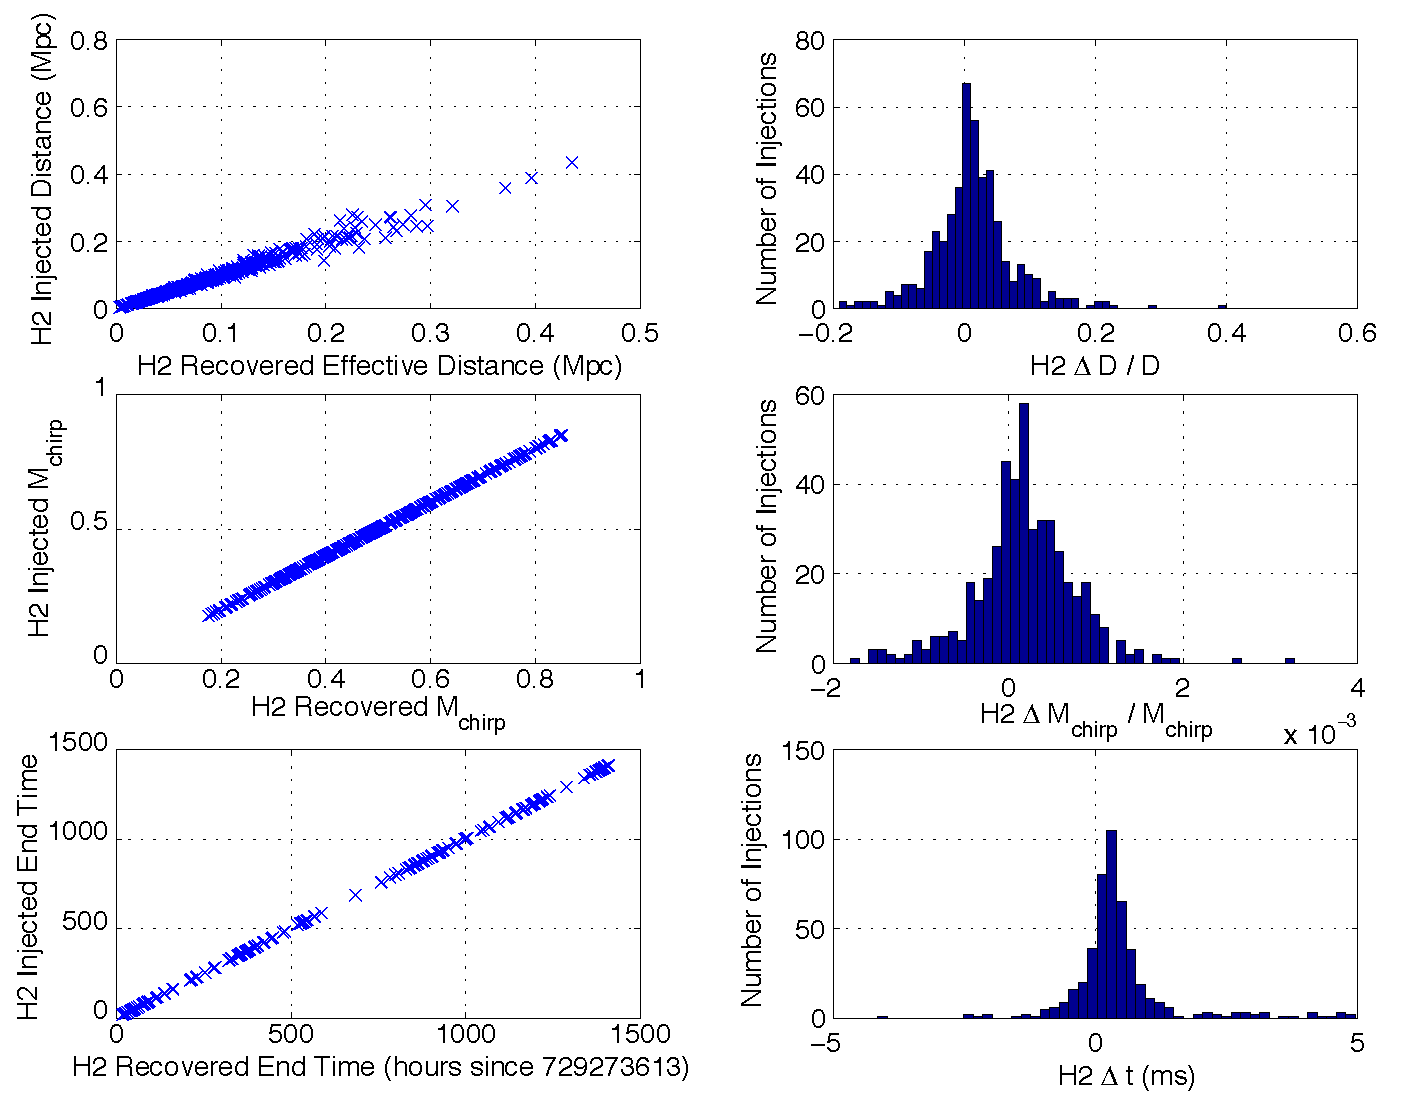 H2 Injected Distance (Mpc)
0.8
0.6
0.4
0.2
0
0 0.1 0.2 0.3 0.4 0.5
H2 Recovered Effective Distance (Mpc)
Number of Injections
80
60
40
20
0
−0.2 0 0.2 0.4 0.6
H2 Δ D / D
H2 Injected M_chirp
1
0.5
0
0 0.2 0.4 0.6 0.8 1
H2 Recovered M_chirp
Number of Injections
60
40
20
0
−2 0 2 4
H2 Δ M_chirp / M_chirp
x 10^−3
H2 Injected End Time
1500
1000
500
0
0 500 1000 1500
H2 Recovered End Time (hours since 729273613)
Number of Injections
150
100
50
0
−5 0 5
H2 Δ t (ms)